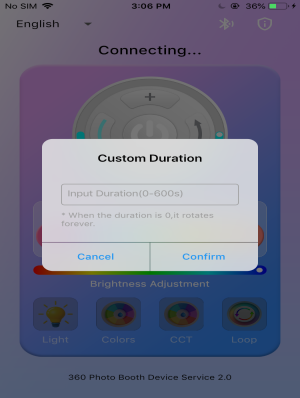 No SIM 3:06 PM 36%
English
Connecting...
Custom Duration
Input Duration(0-600s)
* When the duration is 0,it rotates
forever.
Cancel Confirm
Brightness Adjustment
Light Colors CCT Loop
360 Photo Booth Device Service 2.0